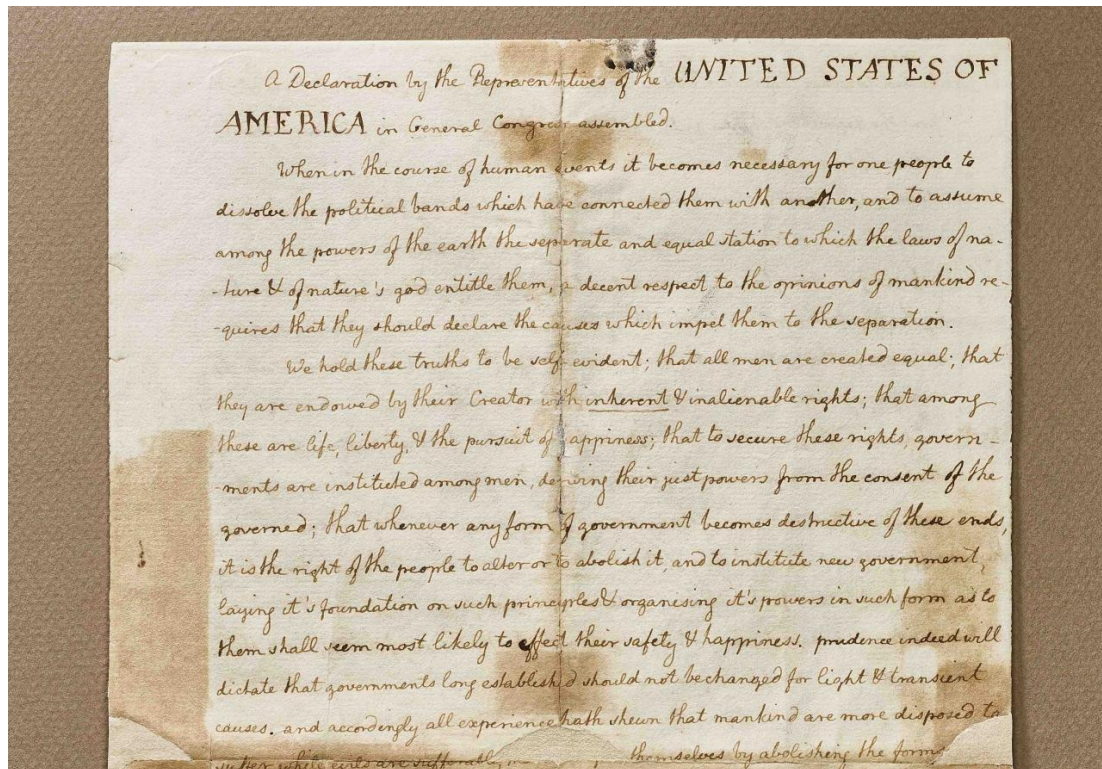 A Declaration by the Representatives of the UNITED STATES OF
AMERICA in General Congress assembled.
When in the course of human events it becomes necessary for one people to
dissolve the political bands which have connected them with another, and to assume
among the powers of the earth the separate and equal station to which the laws of na-
-ture & of nature's god entitle them, a decent respect to the opinions of mankind re-
-quires that they should declare the causes which impel them to the separation.
We hold these truths to be self-evident; that all men are created equal; that
they are endowed by their Creator with inherent & inalienable rights; that among
these are life, liberty, & the pursuit of happiness; that to secure these rights, govern-
-ments are instituted among men, deriving their just powers from the consent of the
governed; that whenever any form of government becomes destructive of these ends,
it is the right of the people to alter or to abolish it, and to institute new government,
laying it's foundation on such principles & organising it's powers in such form as to
them shall seem most likely to effect their safety & happiness. prudence indeed will
dictate that governments long established should not be changed for light & transient
causes. and accordingly all experience hath shewn that mankind are more disposed to
suffer while evils are sufferable, themselves by abolishing the forms